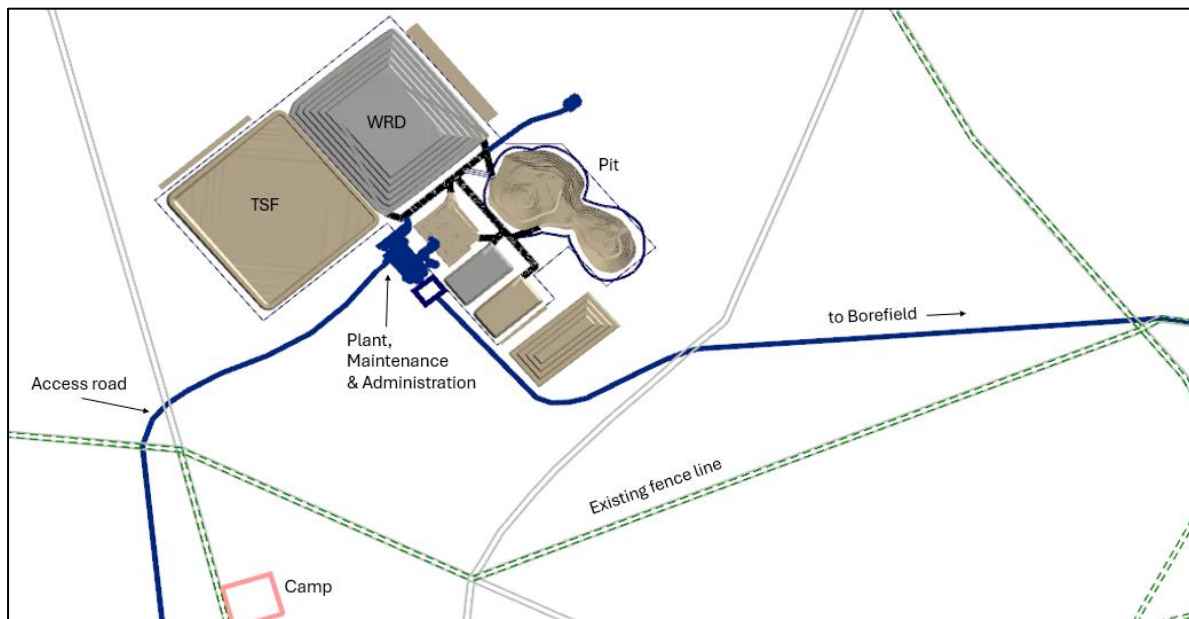 WRD
Pit
TSF
to Borefield
Plant,
Maintenance
& Administration
Access road
Existing fence line
Camp